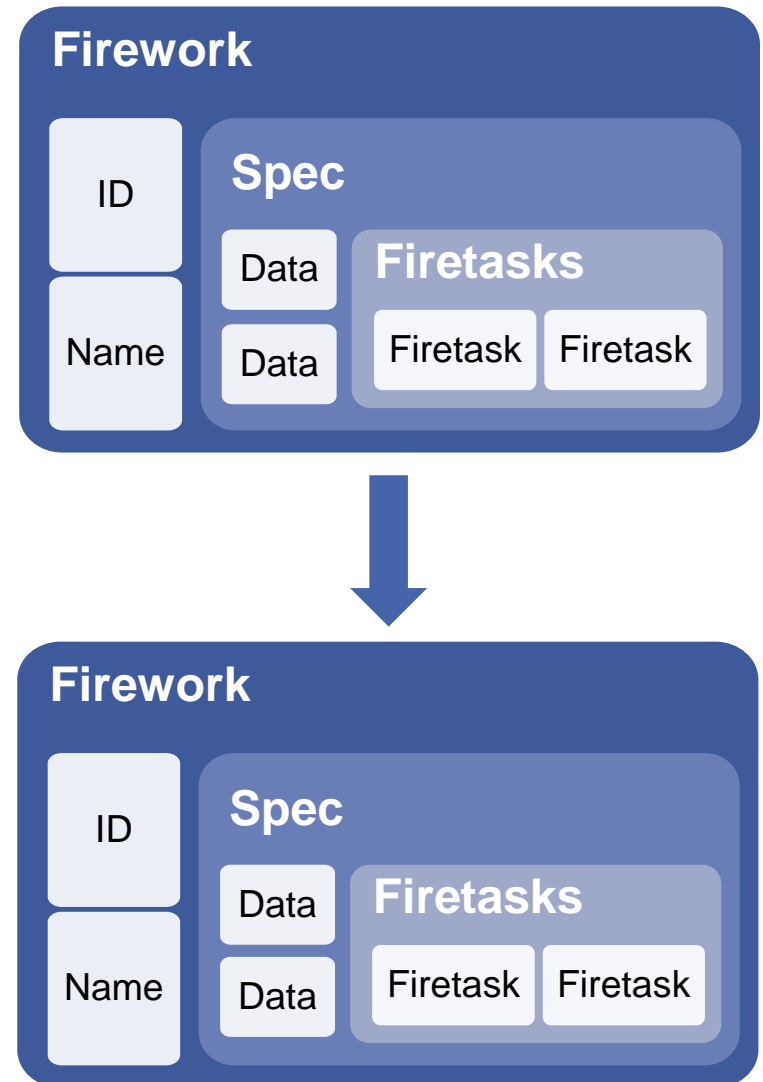 Firework
ID
Name
Spec
Data
Data
Firetasks
Firetask Firetask
Firework
ID
Name
Spec
Data
Data
Firetasks
Firetask Firetask